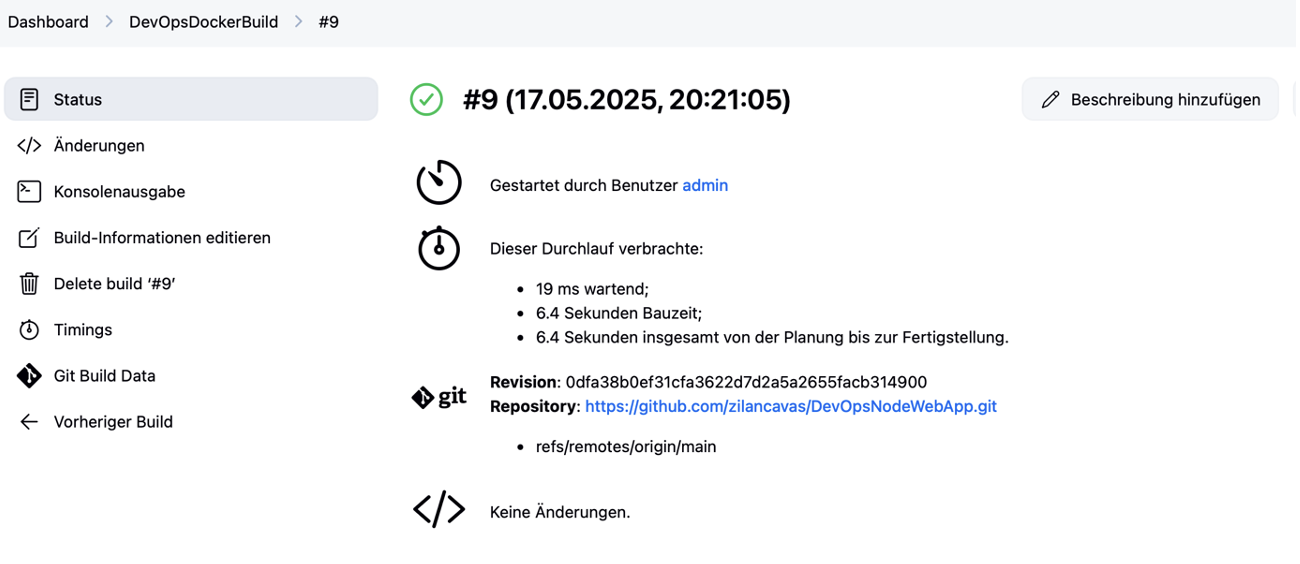 Dashboard > DevOpsDockerBuild > #9
Status
Änderungen
Konsolenausgabe
Build-Informationen editieren
Delete build ‘#9’
Timings
Git Build Data
Vorheriger Build
#9 (17.05.2025, 20:21:05)
Beschreibung hinzufügen
Gestartet durch Benutzer admin
Dieser Durchlauf verbrachte:
• 19 ms wartend;
• 6.4 Sekunden Bauzeit;
• 6.4 Sekunden insgesamt von der Planung bis zur Fertigstellung.
git
Revision: 0dfa38b0ef31cfa3622d7d2a5a2655facb314900
Repository: https://github.com/zilancavas/DevOpsNodeWebApp.git
• refs/remotes/origin/main
Keine Änderungen.